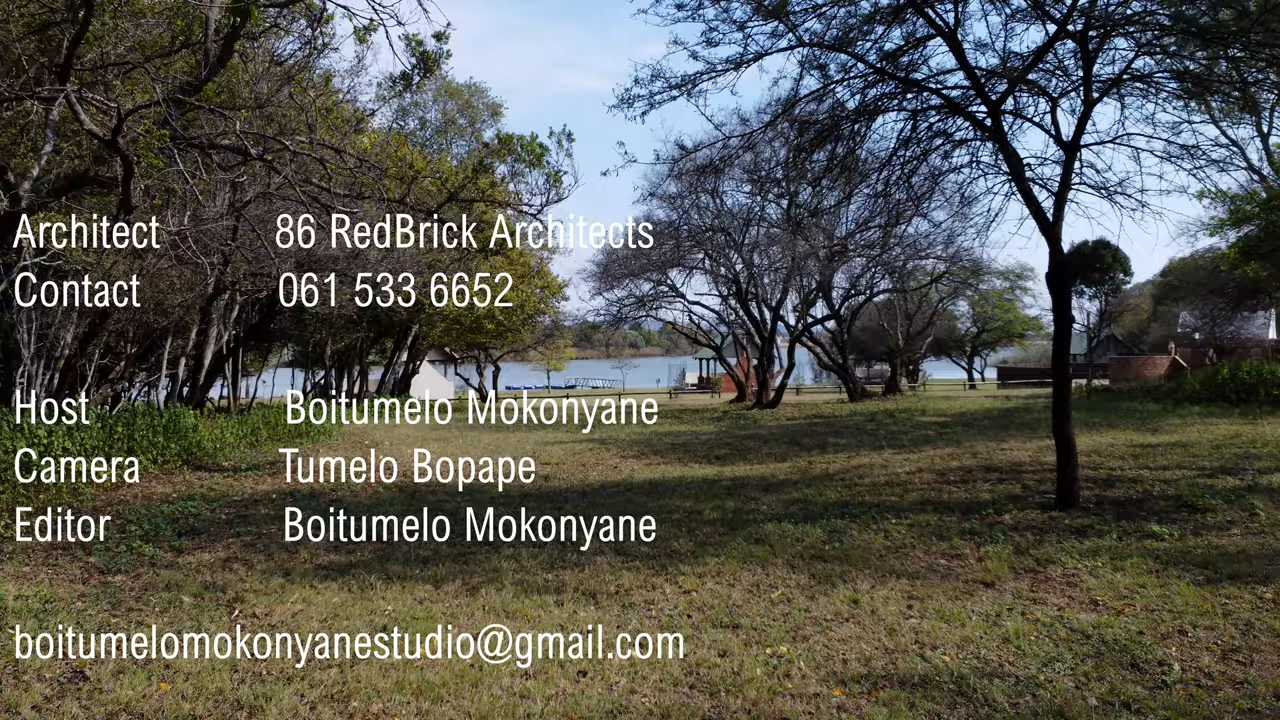 Architect 86 RedBrick Architects
Contact 061 533 6652
Host Boitumelo Mokonyane
Camera Tumelo Bopape
Editor Boitumelo Mokonyane
boitumelomokonyanestudio@gmail.com